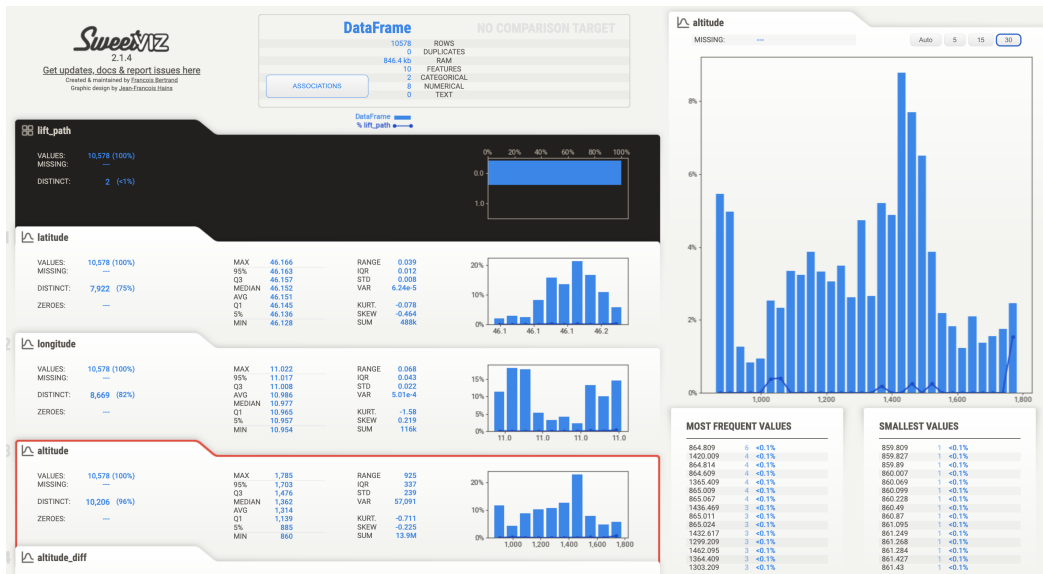 SweetVIZ
2.1.4
Get updates, docs & report issues here
Created & maintained by Francois Bertrand
Graphic design by Jean-Francois Hains
DataFrame
NO COMPARISON TARGET
10578 ROWS
0 DUPLICATES
846.4 kb RAM
10 FEATURES
2 CATEGORICAL
8 NUMERICAL
0 TEXT
ASSOCIATIONS
DataFrame
% lift_path
lift_path
VALUES: 10,578 (100%)
MISSING: ---
DISTINCT: 2 (<1%)
0% 20% 40% 60% 80% 100%
0.0
1.0
1
latitude
VALUES: 10,578 (100%)
MISSING: ---
DISTINCT: 7,922 (75%)
ZEROES: ---
MAX 46.166
95% 46.163
Q3 46.157
MEDIAN 46.152
AVG 46.151
Q1 46.145
5% 46.136
MIN 46.128
RANGE 0.039
IQR 0.012
STD 0.008
VAR 6.24e-5
KURT. -0.078
SKEW -0.464
SUM 488k
20%
10%
0%
46.1 46.1 46.1 46.2
2
longitude
VALUES: 10,578 (100%)
MISSING: ---
DISTINCT: 8,669 (82%)
ZEROES: ---
MAX 11.022
95% 11.017
Q3 11.008
AVG 10.986
MEDIAN 10.977
Q1 10.965
5% 10.957
MIN 10.954
RANGE 0.068
IQR 0.043
STD 0.022
VAR 5.01e-4
KURT. -1.58
SKEW 0.219
SUM 116k
15%
10%
5%
0%
11.0 11.0 11.0 11.0
3
altitude
VALUES: 10,578 (100%)
MISSING: ---
DISTINCT: 10,206 (96%)
ZEROES: ---
MAX 1,785
95% 1,703
Q3 1,476
MEDIAN 1,362
AVG 1,314
Q1 1,139
5% 885
MIN 860
RANGE 925
IQR 337
STD 239
VAR 57,091
KURT. -0.711
SKEW -0.225
SUM 13.9M
20%
10%
0%
1,000 1,200 1,400 1,600 1,800
4
altitude_diff
altitude
MISSING: ---
Auto 5 15 30
8%
6%
4%
2%
0%
1,000 1,200 1,400 1,600 1,800
MOST FREQUENT VALUES
864.809 6 <0.1%
1420.009 4 <0.1%
864.814 4 <0.1%
864.609 4 <0.1%
1365.409 4 <0.1%
865.009 4 <0.1%
865.067 4 <0.1%
1436.469 3 <0.1%
865.011 3 <0.1%
865.024 3 <0.1%
1432.617 3 <0.1%
1299.209 3 <0.1%
1462.095 3 <0.1%
1364.409 3 <0.1%
1303.209 3 <0.1%
SMALLEST VALUES
859.809 1 <0.1%
859.827 1 <0.1%
859.89 1 <0.1%
860.007 1 <0.1%
860.069 1 <0.1%
860.099 1 <0.1%
860.228 1 <0.1%
860.49 1 <0.1%
860.87 1 <0.1%
861.095 1 <0.1%
861.249 1 <0.1%
861.268 1 <0.1%
861.284 1 <0.1%
861.427 1 <0.1%
861.43 1 <0.1%